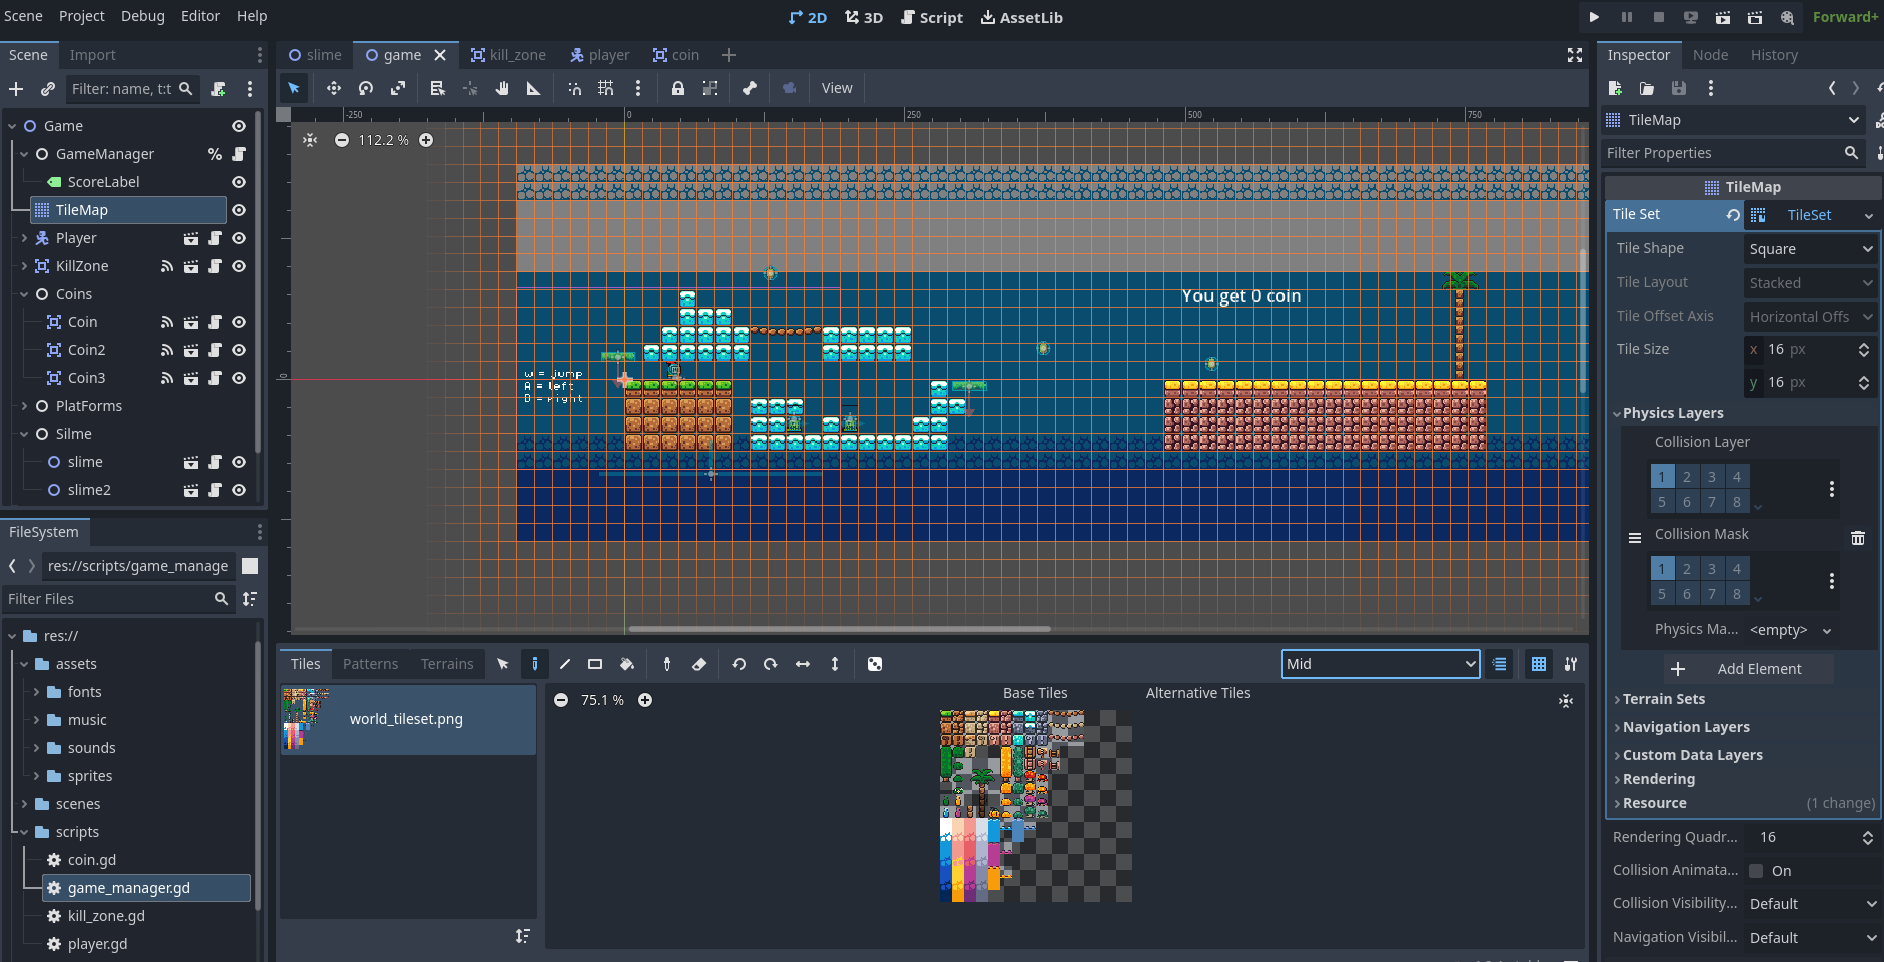 Scene Project Debug Editor Help
2D 3D Script AssetLib
Forward+
Scene Import
slime game kill_zone player coin
Inspector Node History
Filter: name, t:t
View
Game
GameManager
ScoreLabel
TileMap
Player
KillZone
Coins
Coin
Coin2
Coin3
PlatForms
Silme
slime
slime2
-250 0 250 500 750
0
112.2 %
You get 0 coin
w = jump
A = left
D = right
FileSystem
res://scripts/game_manage
Filter Files
res://
assets
fonts
music
sounds
sprites
scenes
scripts
coin.gd
game_manager.gd
kill_zone.gd
player.gd
Tiles Patterns Terrains
Mid
world_tileset.png
75.1 %
Base Tiles Alternative Tiles
TileMap
Filter Properties
TileMap
Tile Set TileSet
Tile Shape Square
Tile Layout Stacked
Tile Offset Axis Horizontal Offs
Tile Size x 16 px
y 16 px
Physics Layers
Collision Layer
1 2 3 4
5 6 7 8
Collision Mask
1 2 3 4
5 6 7 8
Physics Ma... <empty>
Add Element
Terrain Sets
Navigation Layers
Custom Data Layers
Rendering
Resource (1 change)
Rendering Quadr... 16
Collision Animata... On
Collision Visibility... Default
Navigation Visibil... Default